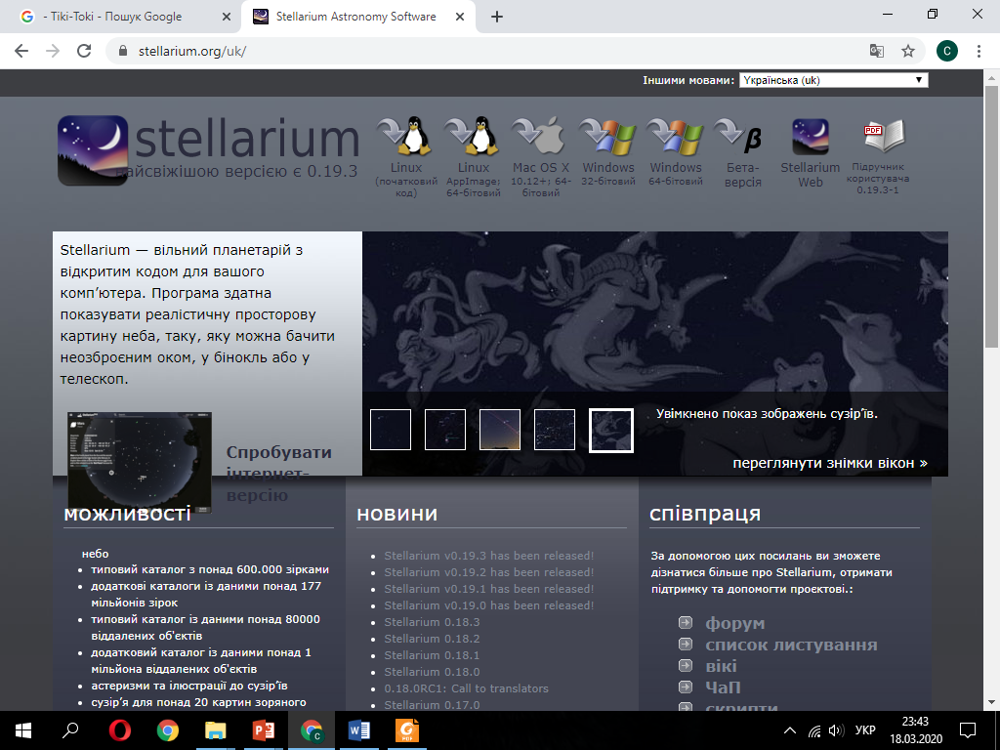 - Tiki-Toki - Пошук Google
Stellarium Astronomy Software
stellarium.org/uk/
C
Іншими мовами: Українська (uk)
stellarium
найсвіжішою версією є 0.19.3
Linux
(початковий
код)
Linux
AppImage;
64-бітовий
Mac OS X
10.12+; 64-
бітовий
Windows
32-бітовий
Windows
64-бітовий
β
Бета-
версія
Stellarium
Web
PDF
Підручник
користувача
0.19.3-1
Stellarium — вільний планетарій з
відкритим кодом для вашого
комп’ютера. Програма здатна
показувати реалістичну просторову
картину неба, таку, яку можна бачити
неозброєним оком, у бінокль або у
телескоп.
Спробувати
інтернет-
версію
Увімкнено показ зображень сузір’їв.
переглянути знімки вікон »
можливості
небо
типовий каталог з понад 600.000 зірками
додаткові каталоги із даними понад 177
мільйонів зірок
типовий каталог із даними понад 80000
віддалених об'єктів
додатковий каталог із даними понад 1
мільйона віддалених об'єктів
астеризми та ілюстрації до сузір’їв
сузір’я для понад 20 картин зоряного
новини
Stellarium v0.19.3 has been released!
Stellarium v0.19.2 has been released!
Stellarium v0.19.1 has been released!
Stellarium v0.19.0 has been released!
Stellarium 0.18.3
Stellarium 0.18.2
Stellarium 0.18.1
Stellarium 0.18.0
0.18.0RC1: Call to translators
Stellarium 0.17.0
співпраця
За допомогою цих посилань ви зможете
дізнатися більше про Stellarium, отримати
підтримку та допомогти проєктові.:
форум
список листування
вікі
ЧаП
скрипти
УКР
23:43
18.03.2020